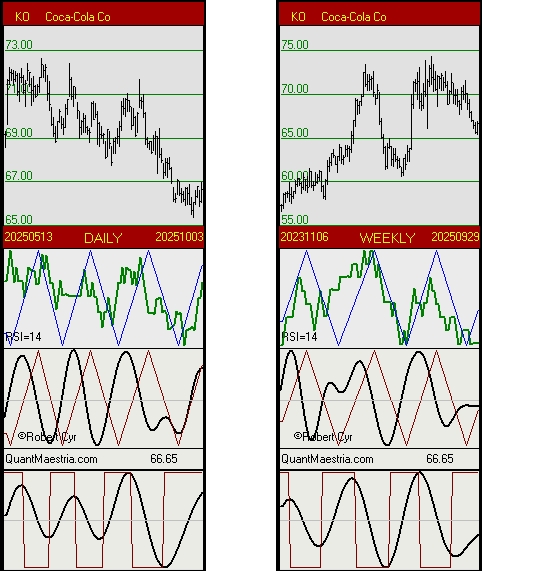 KO Coca-Cola Co
73.00
71.00
69.00
67.00
65.00
20250513 DAILY 20251003
RSI=14
©Robert Cyr
QuantMaestria.com 66.65
KO Coca-Cola Co
75.00
70.00
65.00
60.00
55.00
20231106 WEEKLY 20250929
RSI=14
©Robert Cyr
QuantMaestria.com 66.65